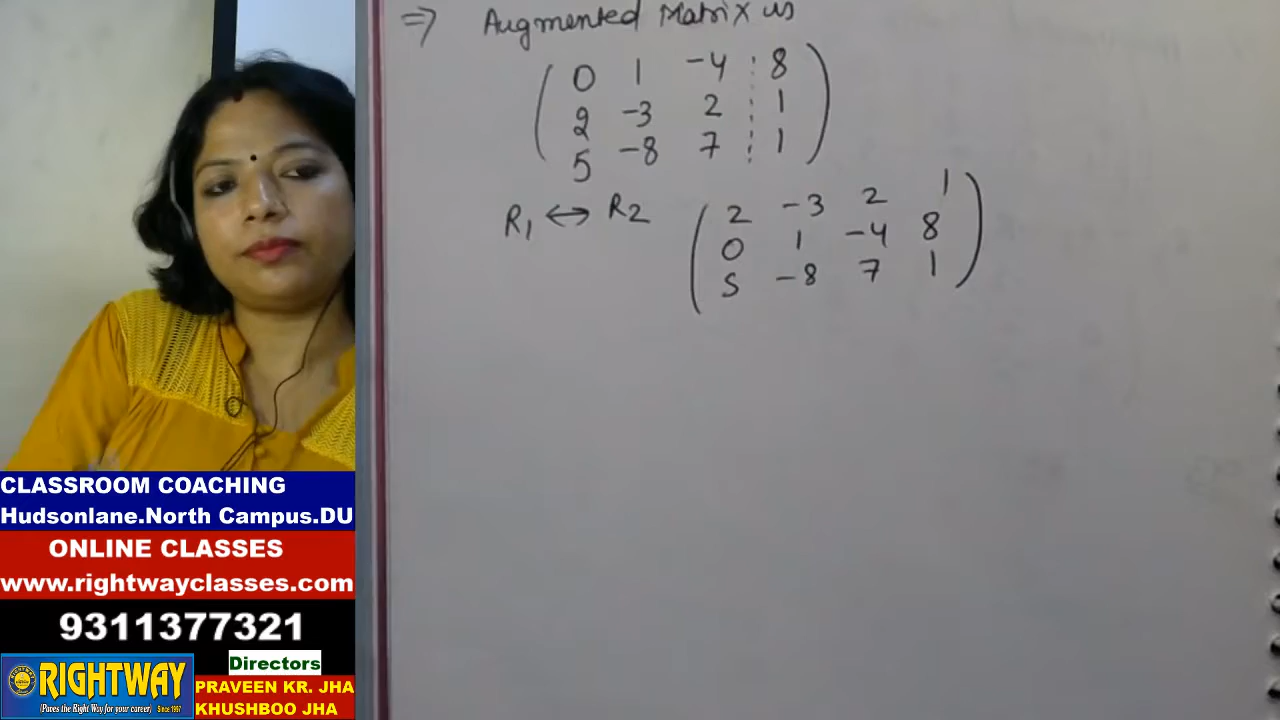 ⇒ Augmented Matrix is
0 1 -4 8
2 -3 2 1
5 -8 7 1
R1 ↔ R2
2 -3 2 1
0 1 -4 8
5 -8 7 1
CLASSROOM COACHING
Hudsonlane.North Campus.DU
ONLINE CLASSES
www.rightwayclasses.com
9311377321
RIGHTWAY
(Paves the Right Way for your career) Since 1997
Directors
PRAVEEN KR. JHA
KHUSHBOO JHA